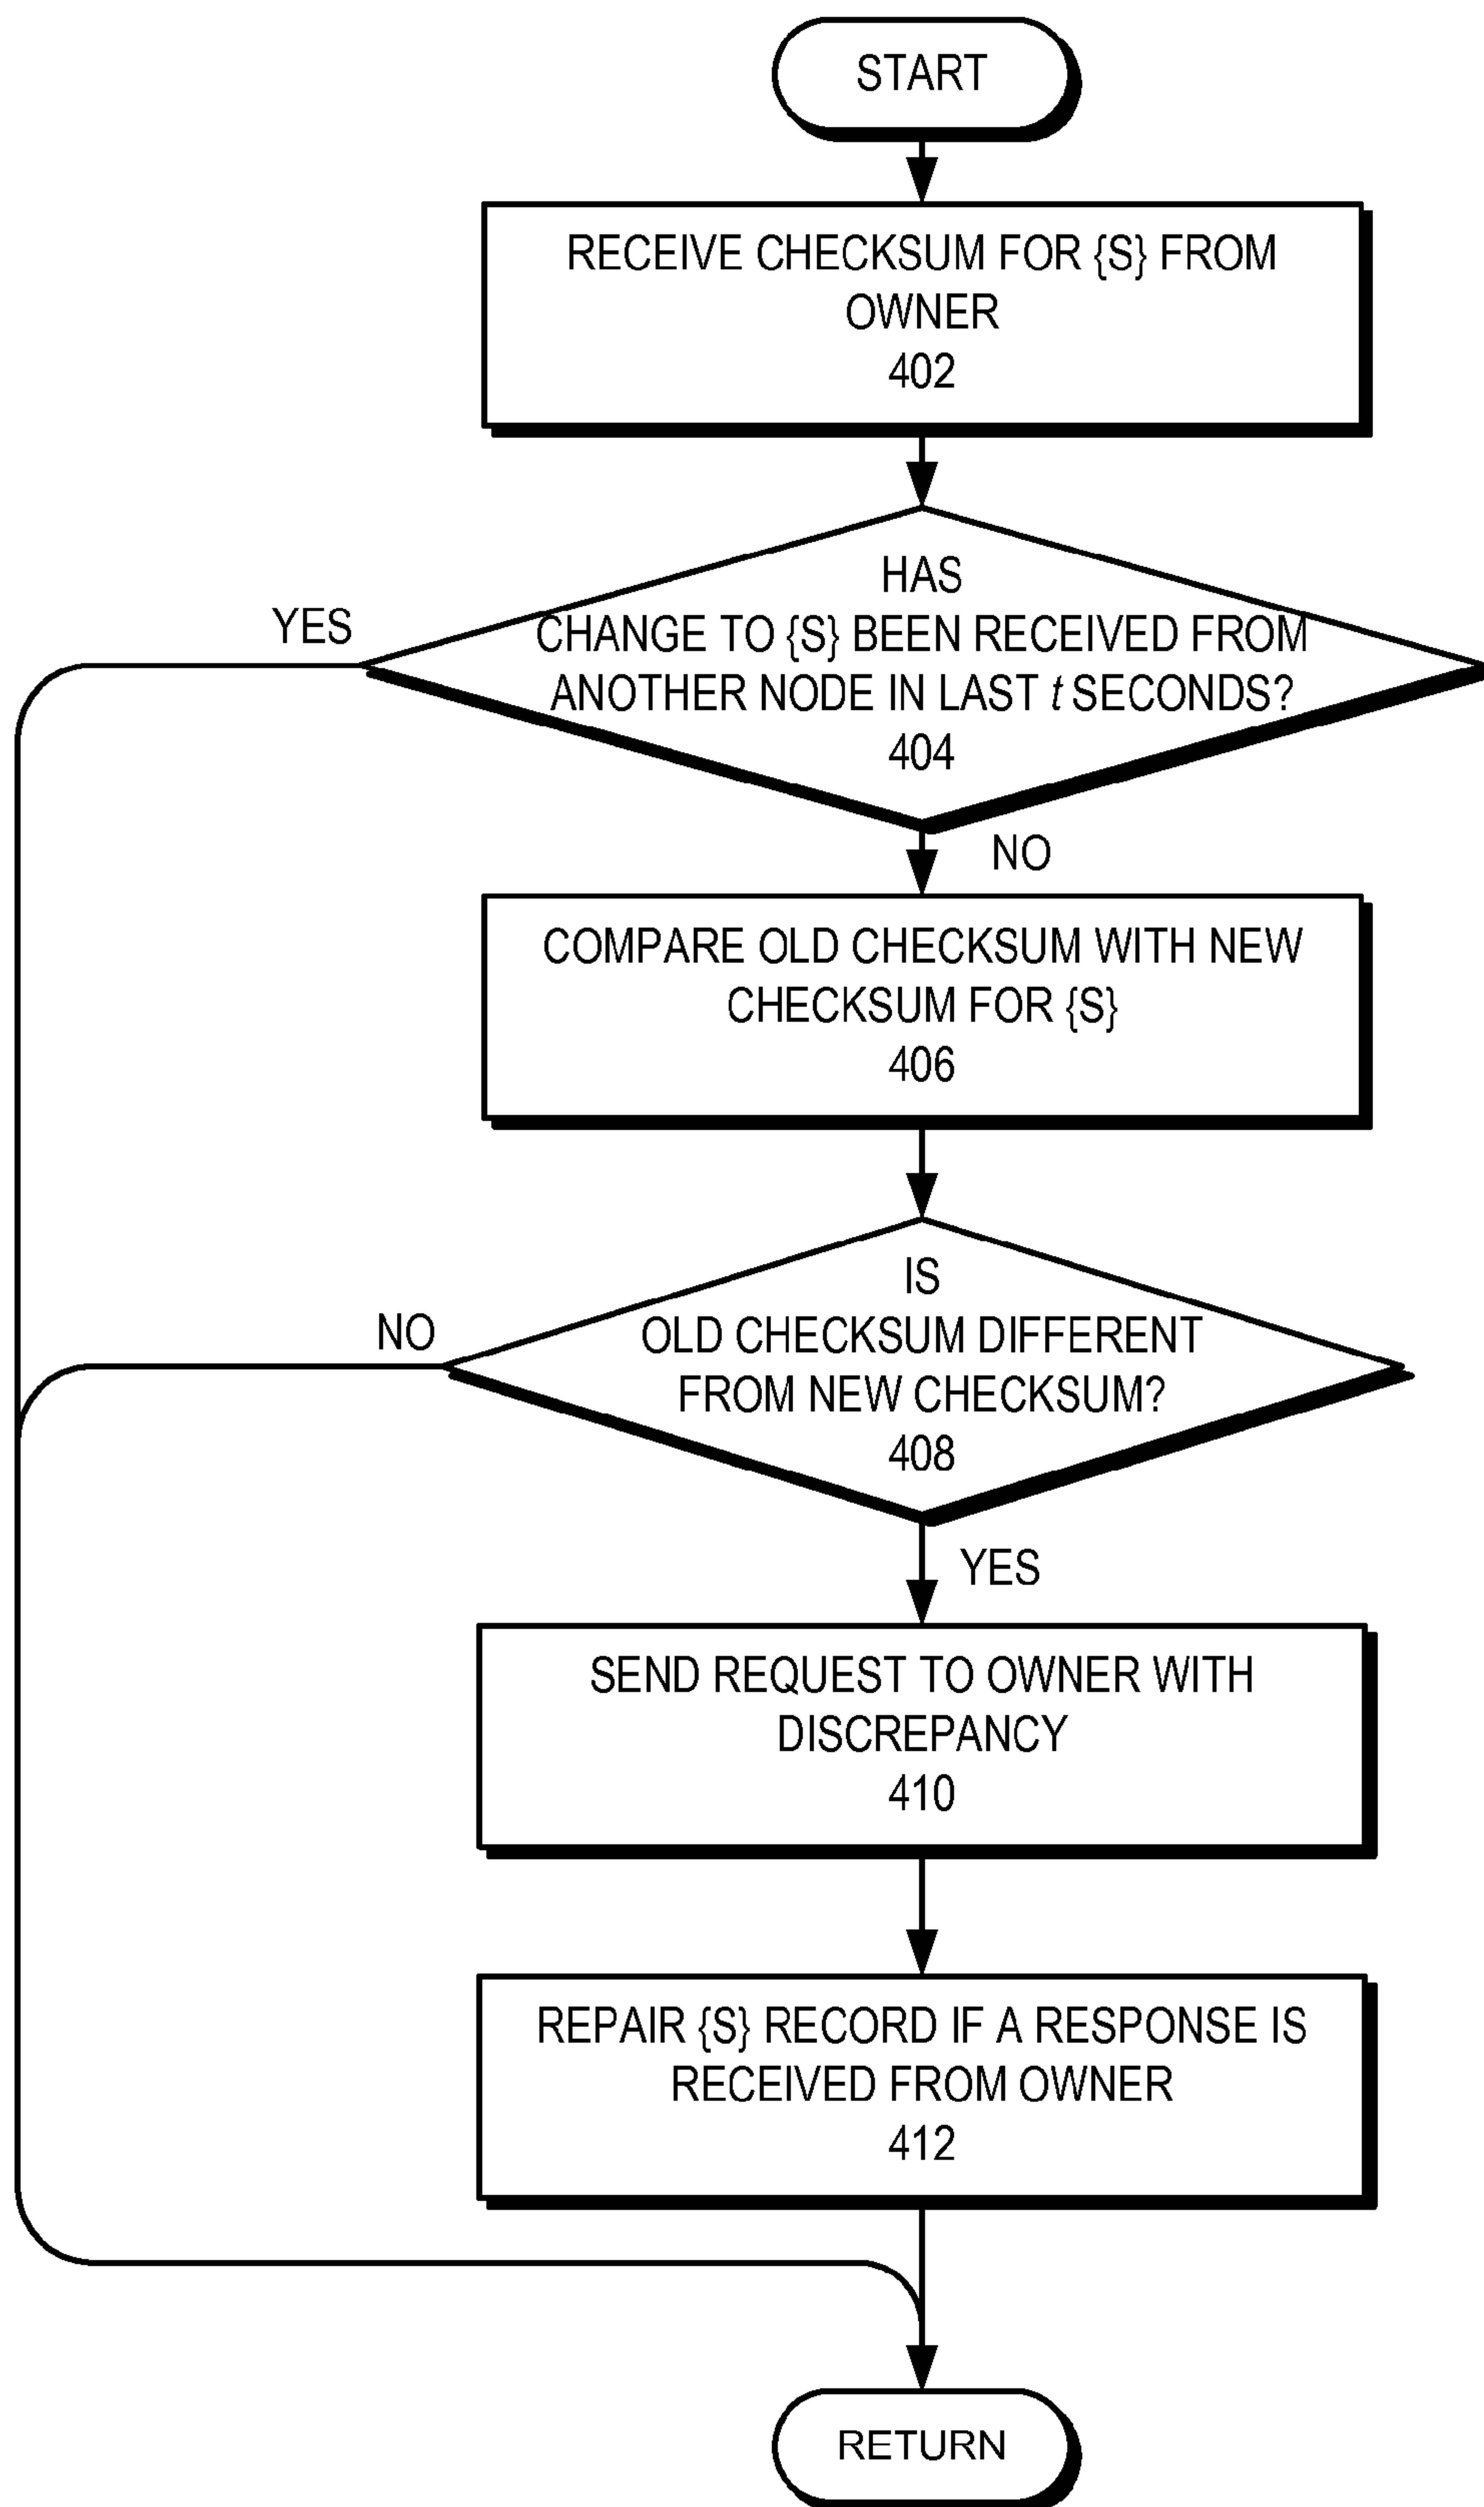 START
RECEIVE CHECKSUM FOR {S} FROM
OWNER
402
HAS
CHANGE TO {S} BEEN RECEIVED FROM
ANOTHER NODE IN LAST t SECONDS?
404
YES
NO
COMPARE OLD CHECKSUM WITH NEW
CHECKSUM FOR {S}
406
IS
OLD CHECKSUM DIFFERENT
FROM NEW CHECKSUM?
408
NO
YES
SEND REQUEST TO OWNER WITH
DISCREPANCY
410
REPAIR {S} RECORD IF A RESPONSE IS
RECEIVED FROM OWNER
412
RETURN